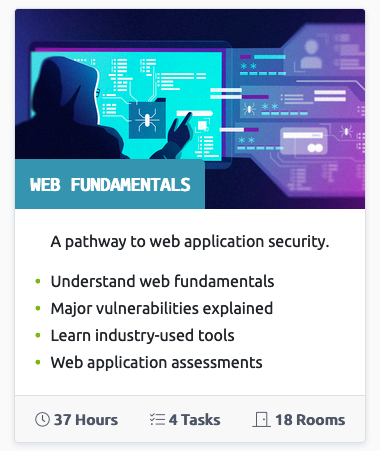 WEB FUNDAMENTALS
A pathway to web application security.
• Understand web fundamentals
• Major vulnerabilities explained
• Learn industry-used tools
• Web application assessments
37 Hours 4 Tasks 18 Rooms